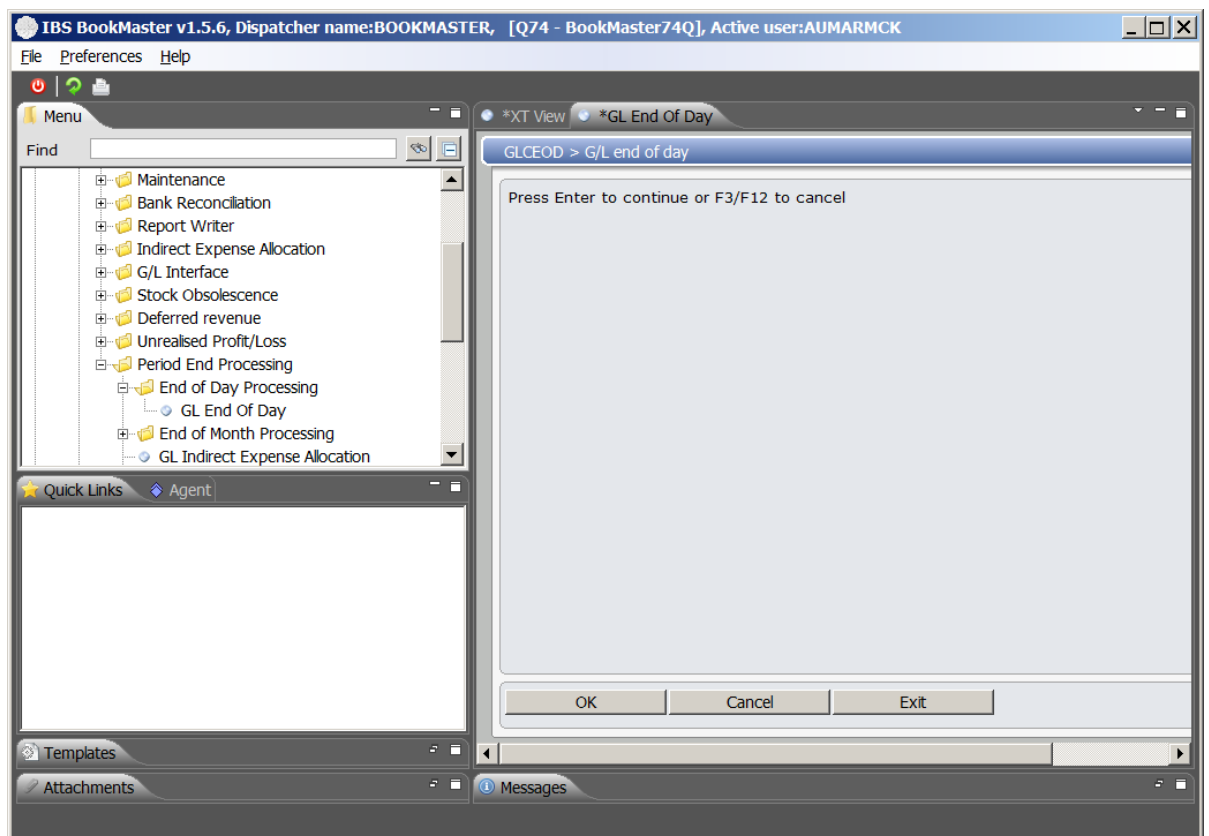 IBS BookMaster v1.5.6, Dispatcher name:BOOKMASTER, [Q74 - BookMaster74Q], Active user:AUMARMCK
File Preferences Help
Menu
Find
Maintenance
Bank Reconciliation
Report Writer
Indirect Expense Allocation
G/L Interface
Stock Obsolescence
Deferred revenue
Unrealised Profit/Loss
Period End Processing
End of Day Processing
GL End Of Day
End of Month Processing
GL Indirect Expense Allocation
Quick Links Agent
Templates
Attachments
*XT View *GL End Of Day
GLCEOD > G/L end of day
Press Enter to continue or F3/F12 to cancel
OK Cancel Exit
Messages